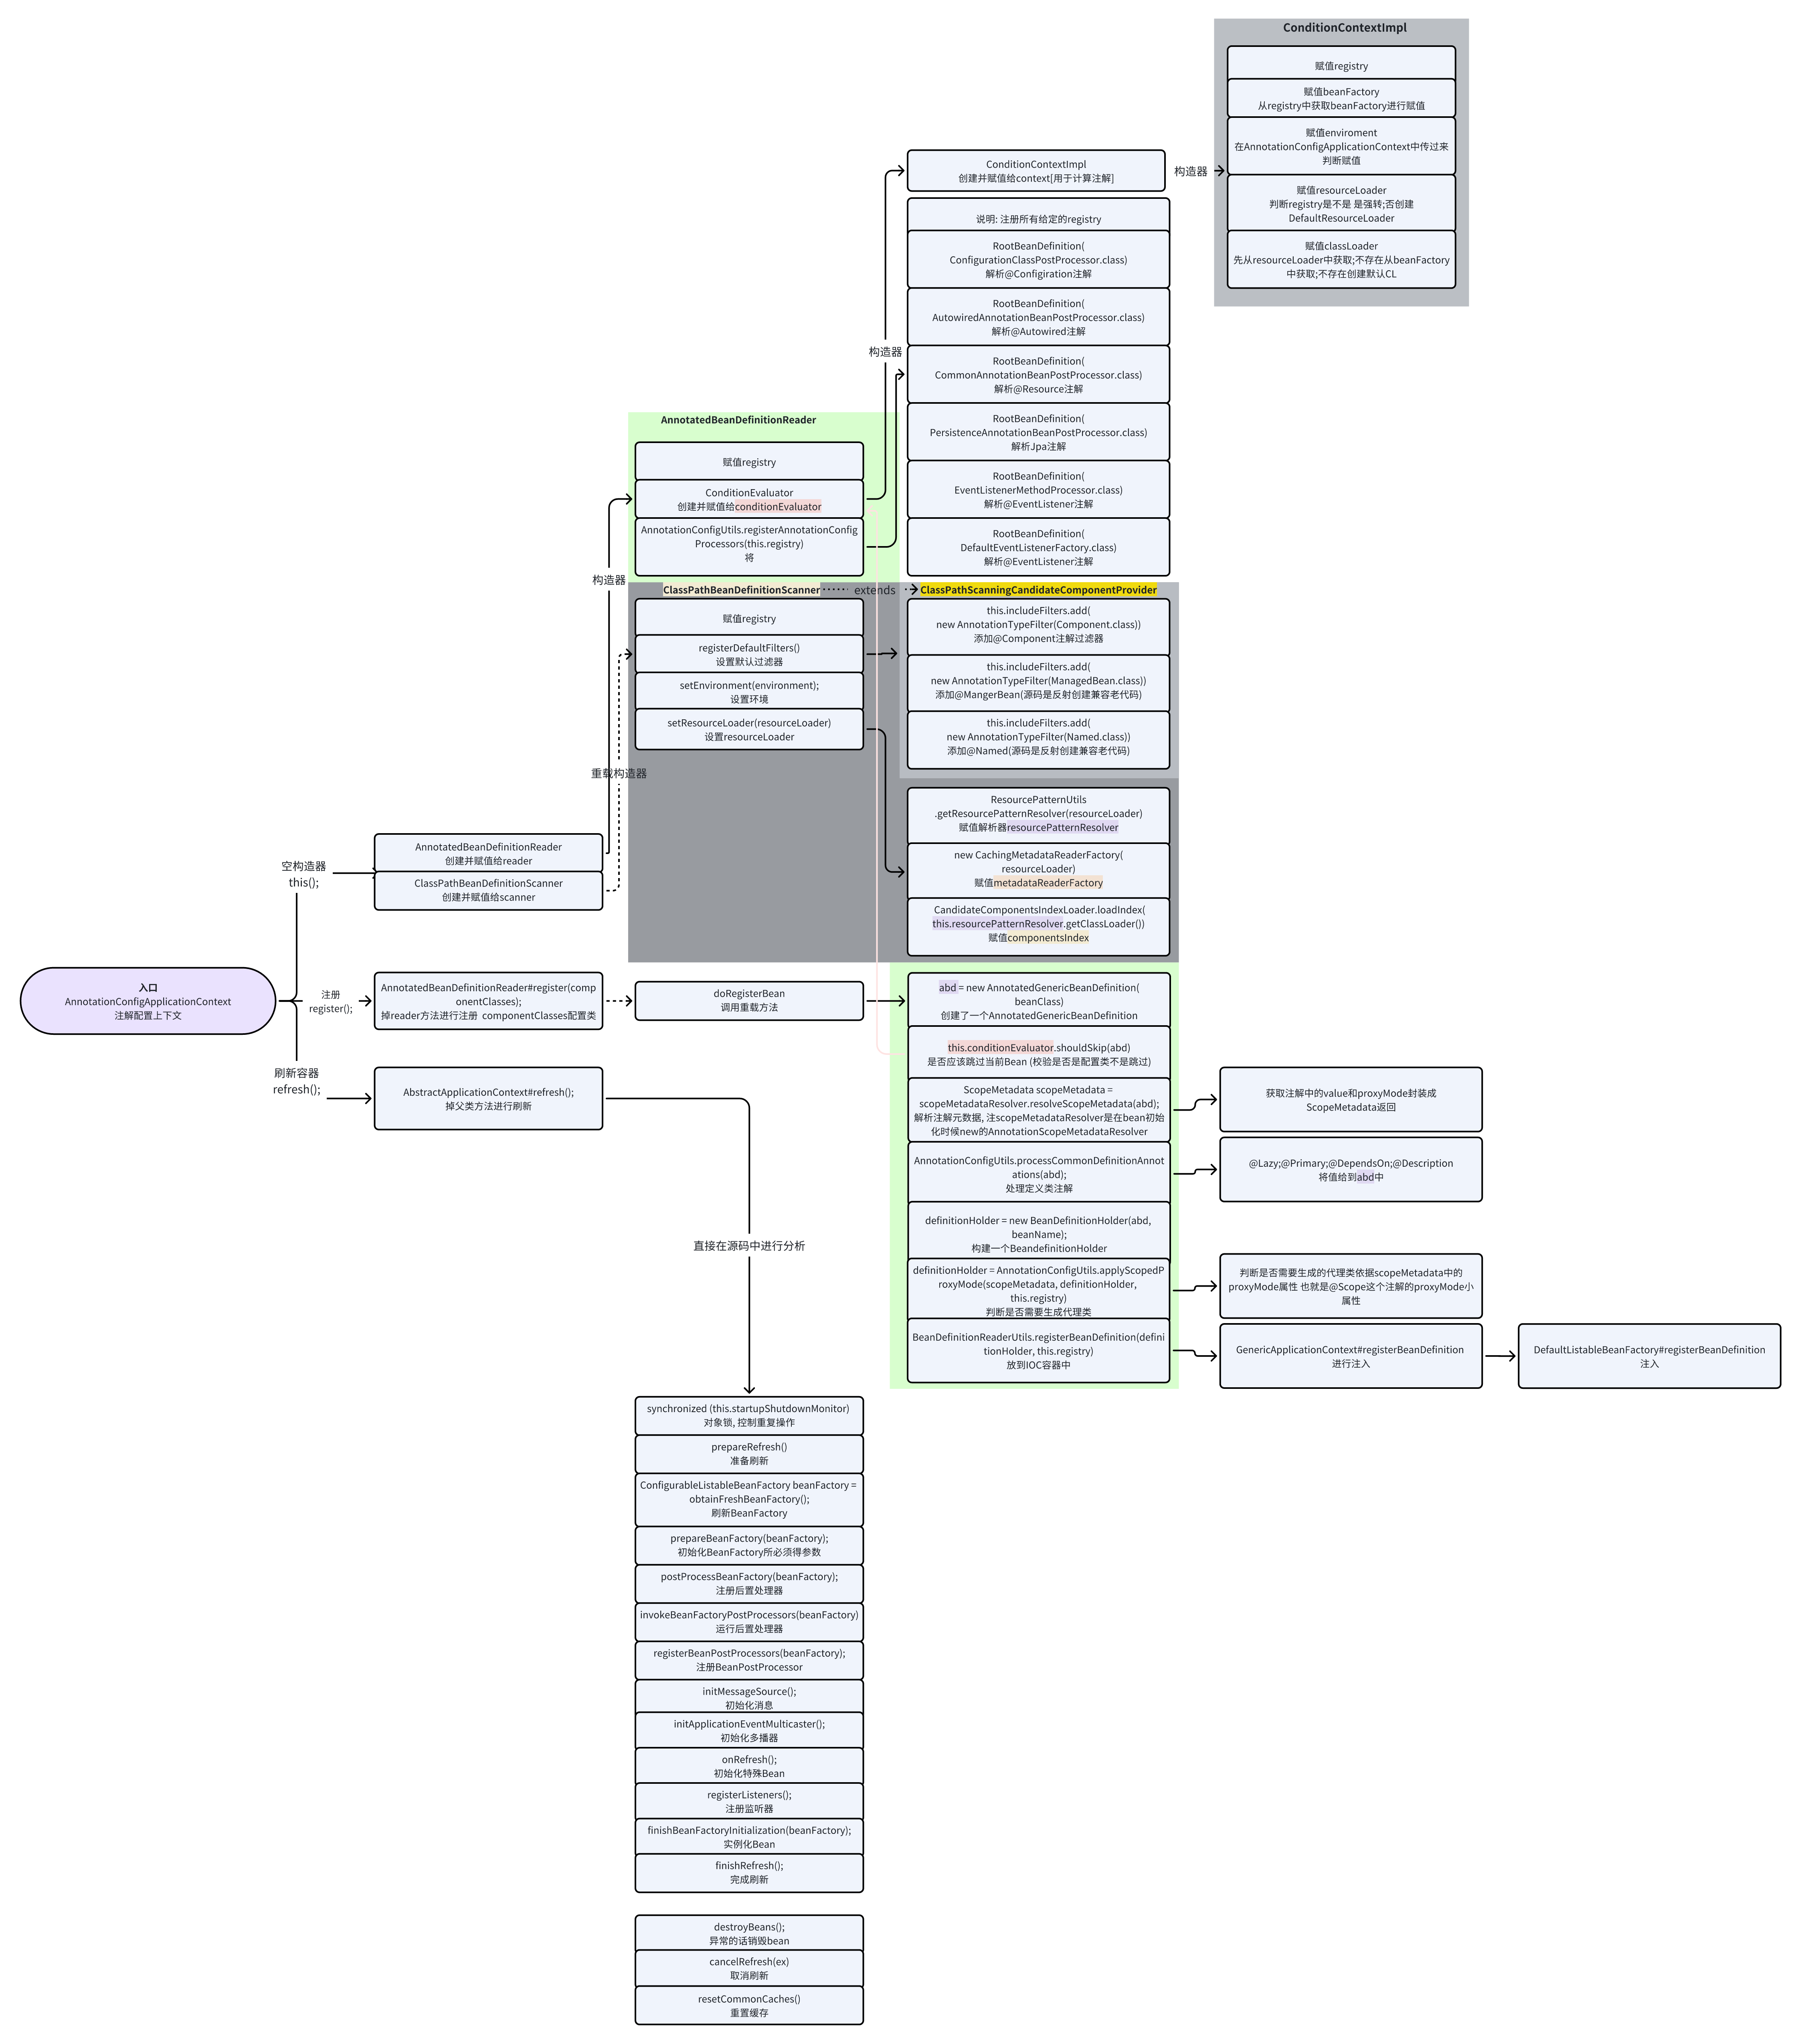 ConditionContextImpl
赋值registry
赋值beanFactory
从registry中获取beanFactory进行赋值
赋值enviroment
在AnnotationConfigApplicationContext中传过来
判断赋值
赋值resourceLoader
判断registry是不是 是强转;否创建
DefaultResourceLoader
赋值classLoader
先从resourceLoader中获取;不存在从beanFactory
中获取;不存在创建默认CL
ConditionContextImpl
创建并赋值给context[用于计算注解]
构造器
说明: 注册所有给定的registry
RootBeanDefinition(
ConfigurationClassPostProcessor.class)
解析@Configiration注解
RootBeanDefinition(
AutowiredAnnotationBeanPostProcessor.class)
解析@Autowired注解
RootBeanDefinition(
CommonAnnotationBeanPostProcessor.class)
解析@Resource注解
RootBeanDefinition(
PersistenceAnnotationBeanPostProcessor.class)
解析Jpa注解
RootBeanDefinition(
EventListenerMethodProcessor.class)
解析@EventListener注解
RootBeanDefinition(
DefaultEventListenerFactory.class)
解析@EventListener注解
构造器
AnnotatedBeanDefinitionReader
赋值registry
ConditionEvaluator
创建并赋值给conditionEvaluator
AnnotationConfigUtils.registerAnnotationConfig
Processors(this.registry)
将
构造器
ClassPathBeanDefinitionScanner
extends
ClassPathScanningCandidateComponentProvider
赋值registry
registerDefaultFilters()
设置默认过滤器
setEnvironment(environment);
设置环境
setResourceLoader(resourceLoader)
设置resourceLoader
this.includeFilters.add(
new AnnotationTypeFilter(Component.class))
添加@Component注解过滤器
this.includeFilters.add(
new AnnotationTypeFilter(ManagedBean.class))
添加@MangerBean(源码是反射创建兼容老代码)
this.includeFilters.add(
new AnnotationTypeFilter(Named.class))
添加@Named(源码是反射创建兼容老代码)
重载构造器
ResourcePatternUtils
.getResourcePatternResolver(resourceLoader)
赋值解析器resourcePatternResolver
new CachingMetadataReaderFactory(
resourceLoader)
赋值metadataReaderFactory
CandidateComponentsIndexLoader.loadIndex(
this.resourcePatternResolver.getClassLoader())
赋值componentsIndex
空构造器
this();
AnnotatedBeanDefinitionReader
创建并赋值给reader
ClassPathBeanDefinitionScanner
创建并赋值给scanner
入口
AnnotationConfigApplicationContext
注解配置上下文
注册
register();
AnnotatedBeanDefinitionReader#register(comp
onentClasses);
掉reader方法进行注册 componentClasses配置类
doRegisterBean
调用重载方法
abd = new AnnotatedGenericBeanDefinition(
beanClass)
创建了一个AnnotatedGenericBeanDefinition
this.conditionEvaluator.shouldSkip(abd)
是否应该跳过当前Bean (校验是否是配置类不是跳过)
ScopeMetadata scopeMetadata =
scopeMetadataResolver.resolveScopeMetadata(abd);
解析注解元数据, 注scopeMetadataResolver是在bean初始
化时候new的AnnotationScopeMetadataResolver
获取注解中的value和proxyMode封装成
ScopeMetadata返回
AnnotationConfigUtils.processCommonDefinitionAnnot
ations(abd);
处理定义类注解
@Lazy;@Primary;@DependsOn;@Description
将值给到abd中
definitionHolder = new BeanDefinitionHolder(abd,
beanName);
构建一个BeandefinitionHolder
definitionHolder = AnnotationConfigUtils.applyScopedP
roxyMode(scopeMetadata, definitionHolder,
this.registry)
判断是否需要生成代理类
判断是否需要生成的代理类依据scopeMetadata中的
proxyMode属性 也就是@Scope这个注解的proxyMode小
属性
BeanDefinitionReaderUtils.registerBeanDefinition(defini
tionHolder, this.registry)
放到IOC容器中
GenericApplicationContext#registerBeanDefinition
进行注入
DefaultListableBeanFactory#registerBeanDefinition
注入
刷新容器
refresh();
AbstractApplicationContext#refresh();
掉父类方法进行刷新
直接在源码中进行分析
synchronized (this.startupShutdownMonitor)
对象锁, 控制重复操作
prepareRefresh()
准备刷新
ConfigurableListableBeanFactory beanFactory =
obtainFreshBeanFactory();
刷新BeanFactory
prepareBeanFactory(beanFactory);
初始化BeanFactory所必须得参数
postProcessBeanFactory(beanFactory);
注册后置处理器
invokeBeanFactoryPostProcessors(beanFactory)
运行后置处理器
registerBeanPostProcessors(beanFactory);
注册BeanPostProcessor
initMessageSource();
初始化消息
initApplicationEventMulticaster();
初始化多播器
onRefresh();
初始化特殊Bean
registerListeners();
注册监听器
finishBeanFactoryInitialization(beanFactory);
实例化Bean
finishRefresh();
完成刷新
destroyBeans();
异常的话销毁bean
cancelRefresh(ex)
取消刷新
resetCommonCaches()
重置缓存